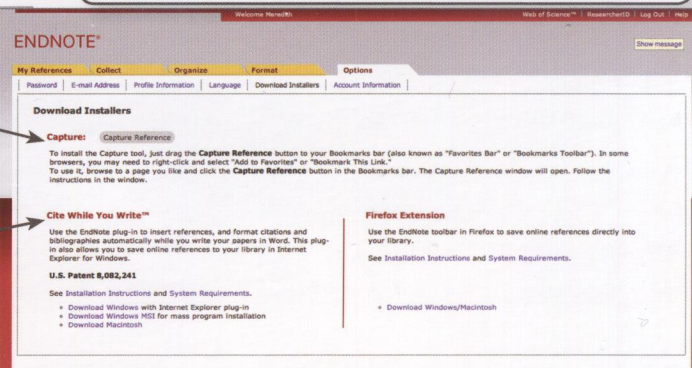 Welcome Meredith
Web of Science™ | ResearcherID | Log Out | Help
ENDNOTE®
Show message
My References Collect Organize Format Options
Password | E-mail Address | Profile Information | Language | Download Installers | Account Information |
Download Installers
Capture: Capture Reference
To install the Capture tool, just drag the Capture Reference button to your Bookmarks bar (also known as "Favorites Bar" or "Bookmarks Toolbar"). In some
browsers, you may need to right-click and select "Add to Favorites" or "Bookmark This Link."
To use it, browse to a page you like and click the Capture Reference button in the Bookmarks bar. The Capture Reference window will open. Follow the
instructions in the window.
Cite While You Write™
Use the EndNote plug-in to insert references, and format citations and
bibliographies automatically while you write your papers in Word. This plug-
in also allows you to save online references to your library in Internet
Explorer for Windows.
U.S. Patent 8,082,241
See Installation Instructions and System Requirements.
Download Windows with Internet Explorer plug-in
Download Windows MSI for mass program installation
Download Macintosh
Firefox Extension
Use the EndNote toolbar in Firefox to save online references directly into
your library.
See Installation Instructions and System Requirements.
Download Windows/Macintosh